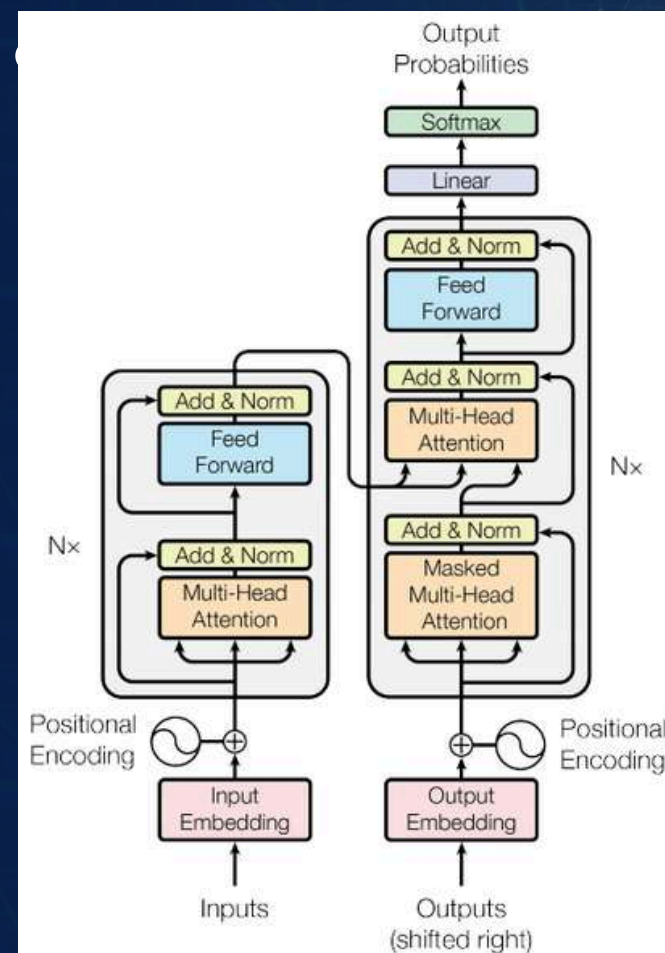 Output
Probabilities
Softmax
Linear
Add & Norm
Feed
Forward
Add & Norm
Multi-Head
Attention
Add & Norm
Masked
Multi-Head
Attention
Nx
Add & Norm
Feed
Forward
Add & Norm
Multi-Head
Attention
Nx
Positional
Encoding
Positional
Encoding
Input
Embedding
Output
Embedding
Inputs
Outputs
(shifted right)